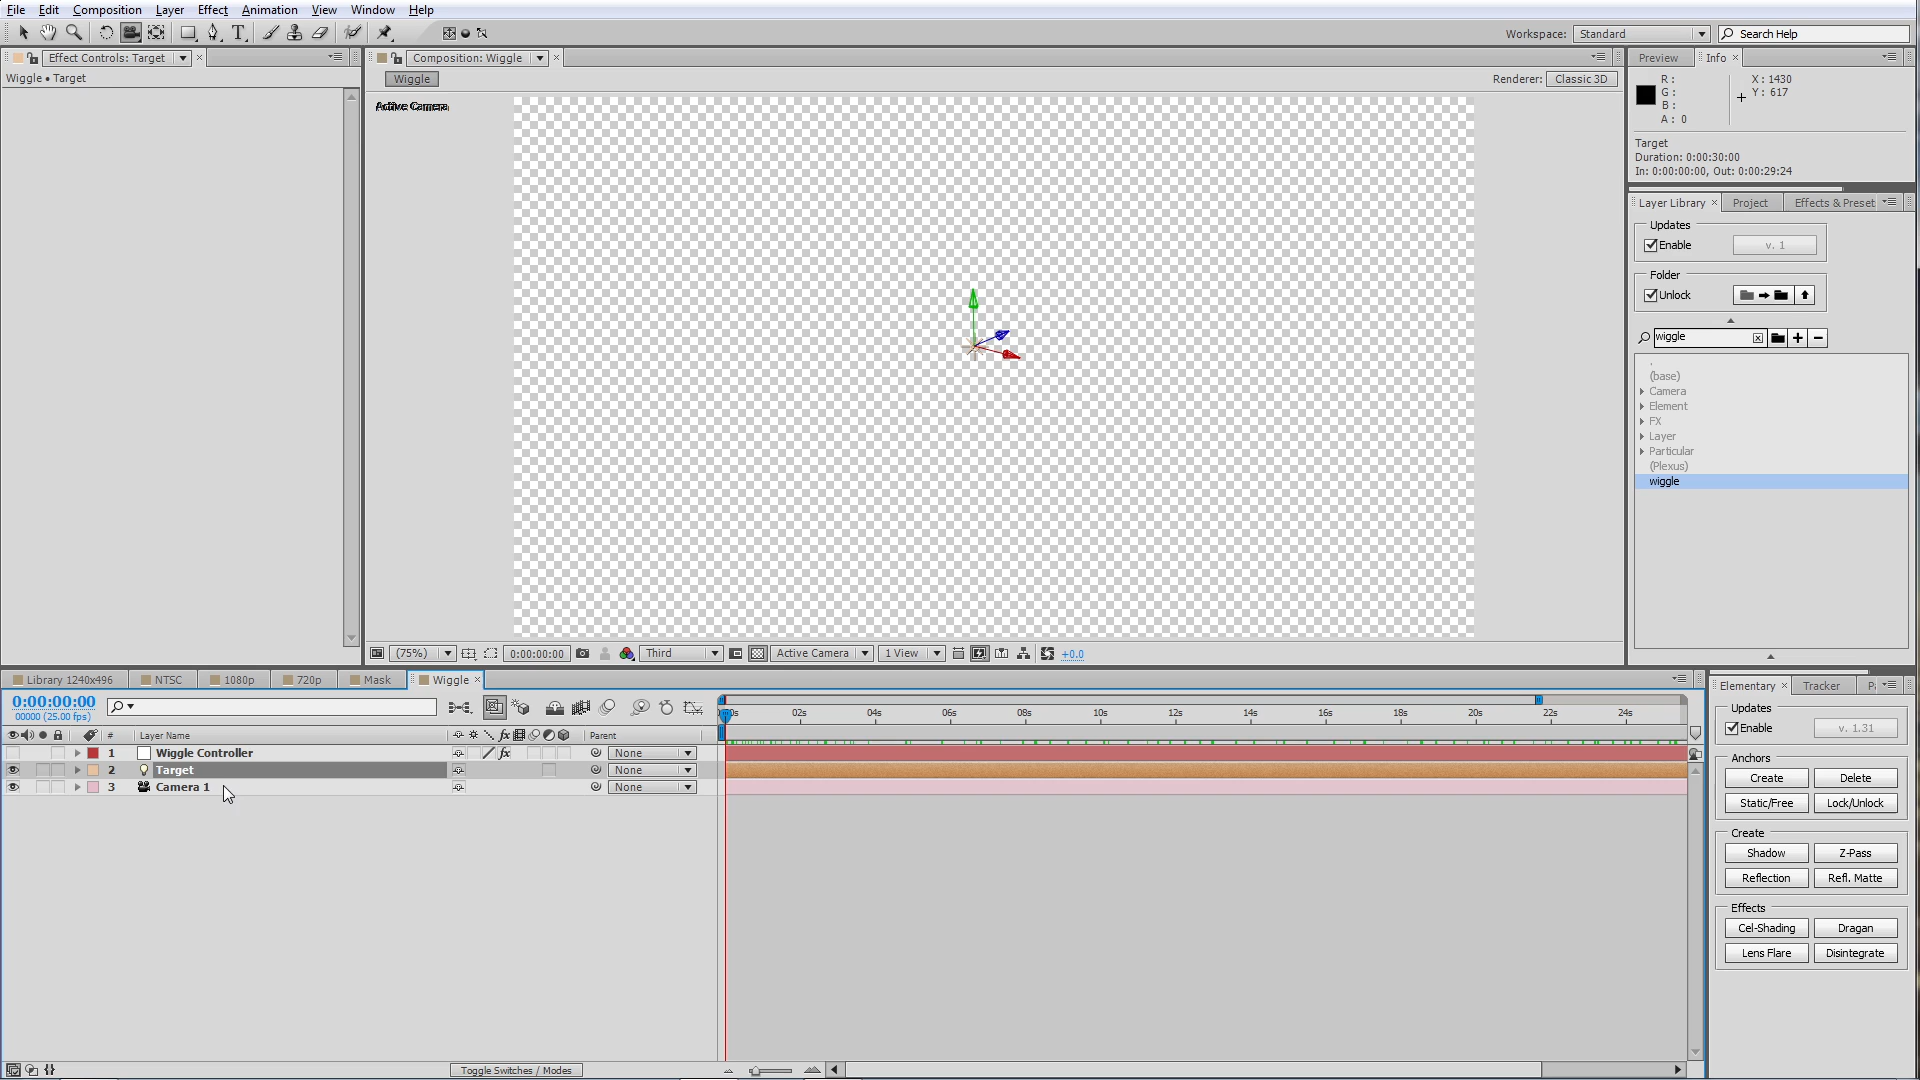 File Edit Composition Layer Effect Animation View Window Help
Workspace: Standard Search Help
Effect Controls: Target
Wiggle • Target
Composition: Wiggle
Wiggle
Renderer: Classic 3D
Active Camera
Preview Info
R :
G :
B :
A : 0
X : 1430
Y : 617
Target
Duration: 0:00:30:00
In: 0:00:00:00, Out: 0:00:29:24
Layer Library Project Effects & Preset
Updates
Enable v. 1
Folder
Unlock
wiggle
(base)
Camera
Element
FX
Layer
Particular
(Plexus)
wiggle
(75%) 0:00:00:00 Third Active Camera 1 View +0.0
Library 1240x496 NTSC 1080p 720p Mask Wiggle
0:00:00:00
00000 (25.00 fps)
02s 04s 06s 08s 10s 12s 14s 16s 18s 20s 22s 24s
# Layer Name Parent
1 Wiggle Controller None
2 Target None
3 Camera 1 None
Toggle Switches / Modes
Elementary Tracker
Updates
Enable v. 1.31
Anchors
Create Delete
Static/Free Lock/Unlock
Create
Shadow Z-Pass
Reflection Refl. Matte
Effects
Cel-Shading Dragan
Lens Flare Disintegrate